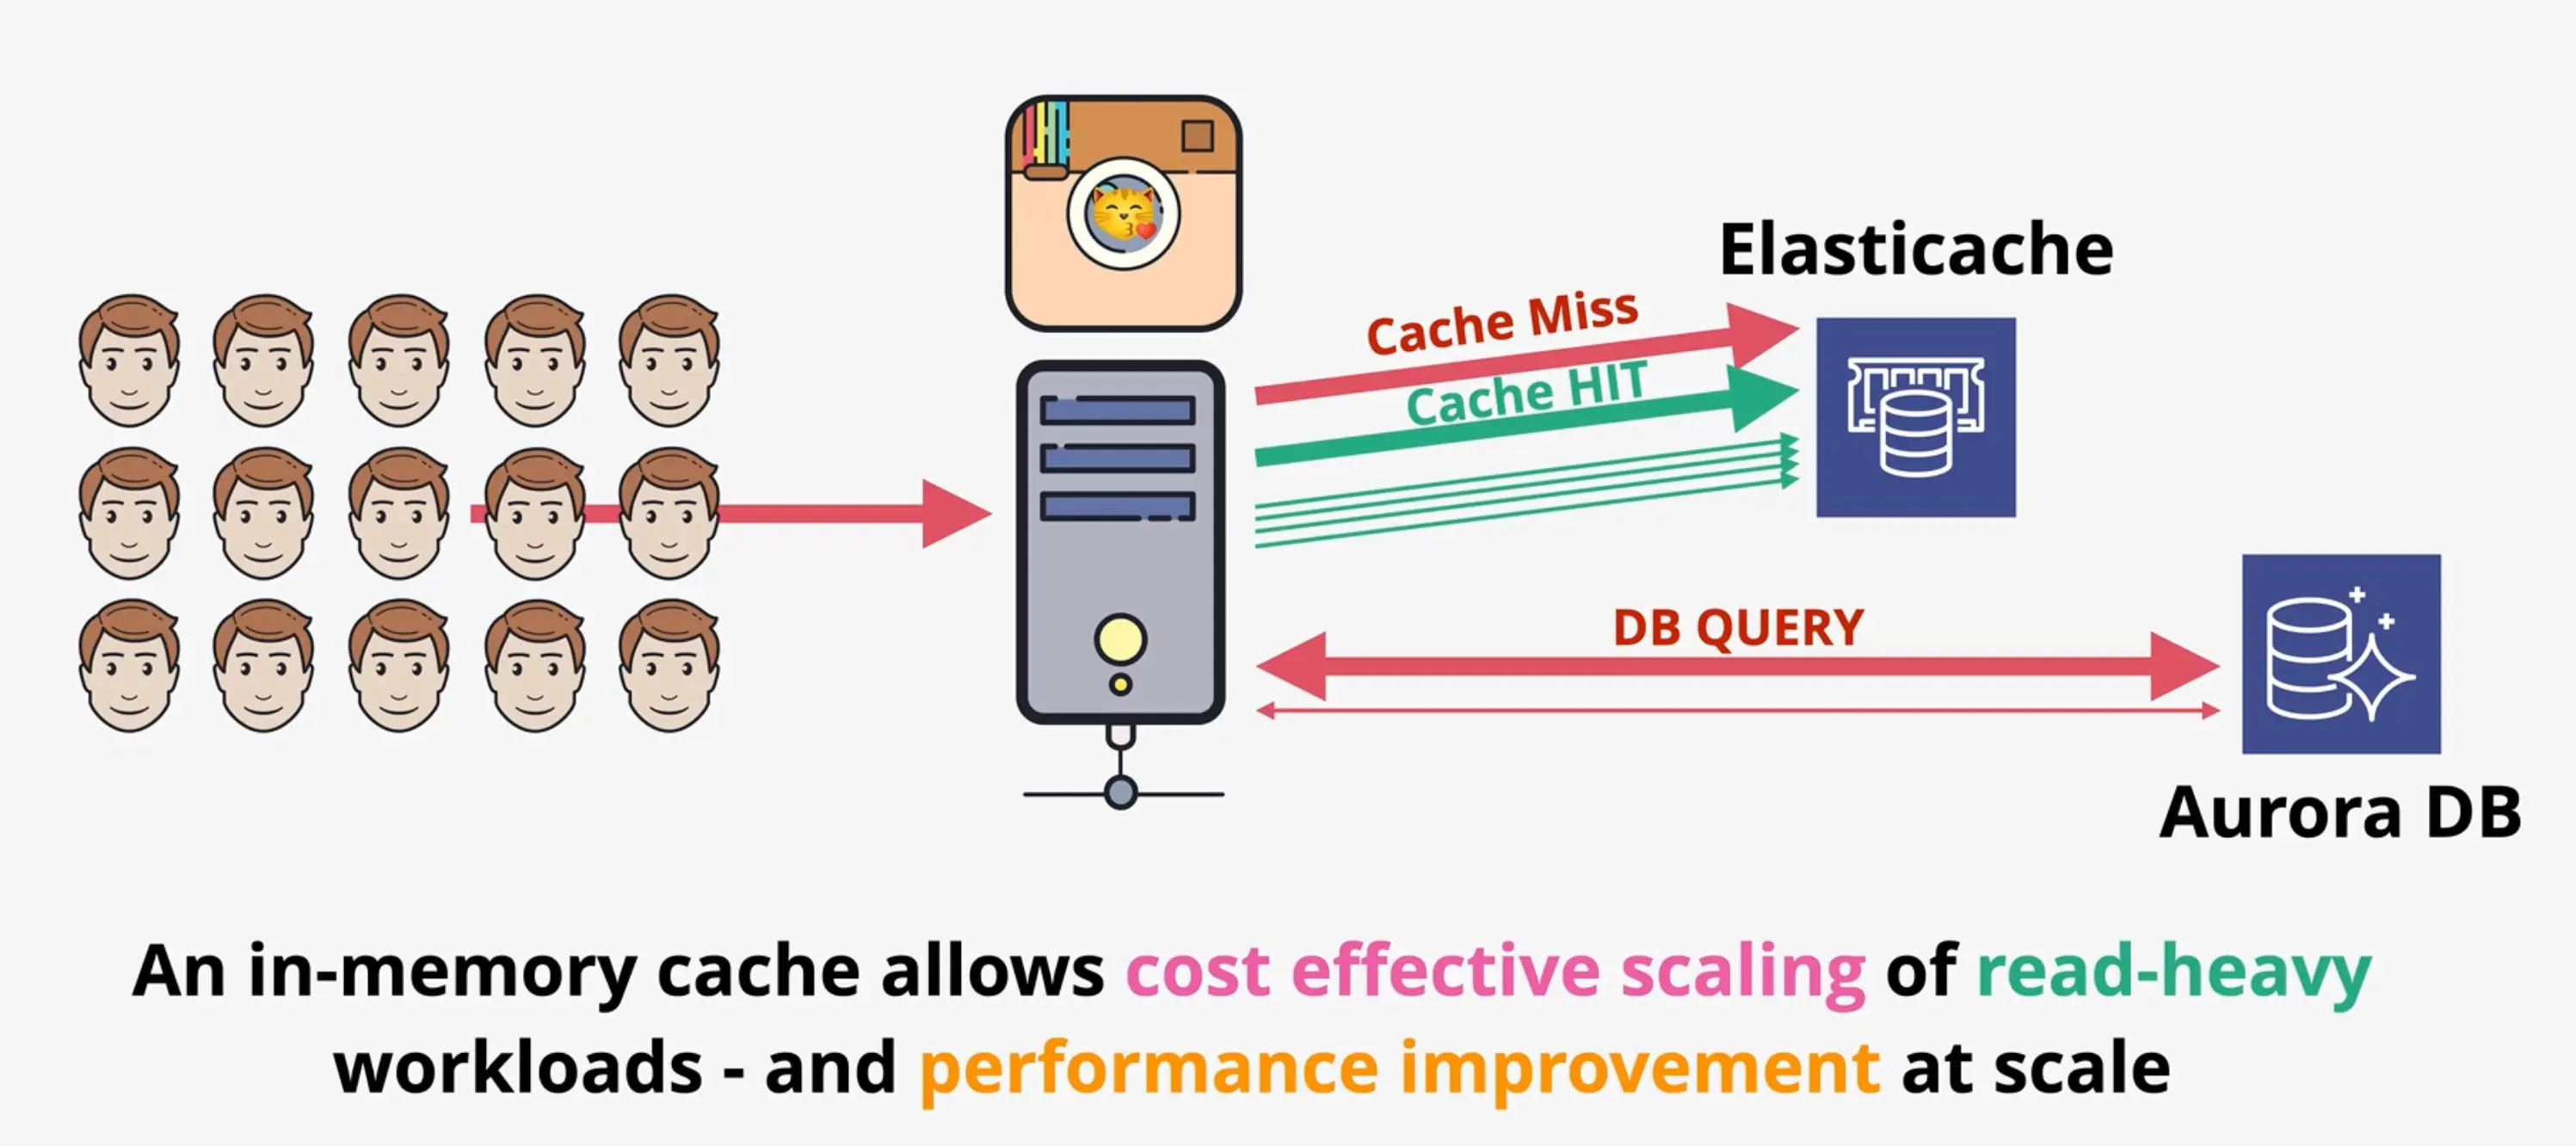 Elasticache
Cache Miss
Cache HIT
DB QUERY
Aurora DB
An in-memory cache allows cost effective scaling of read-heavy
workloads - and performance improvement at scale